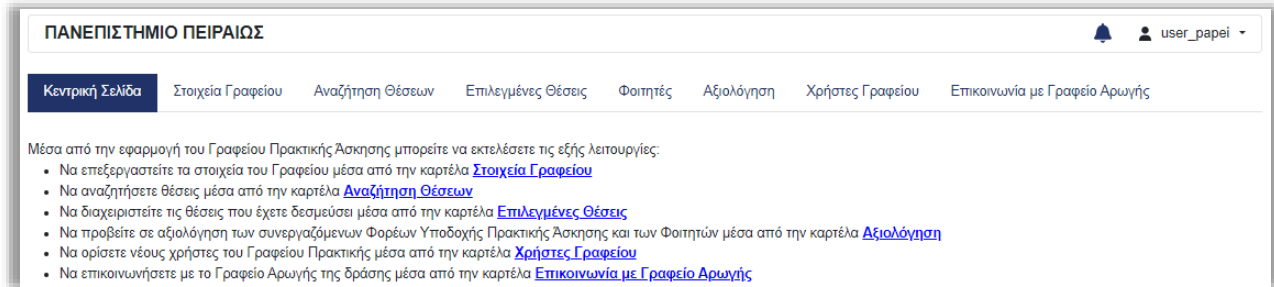 ΠΑΝΕΠΙΣΤΗΜΙΟ ΠΕΙΡΑΙΩΣ user_papei
Κεντρική Σελίδα Στοιχεία Γραφείου Αναζήτηση Θέσεων Επιλεγμένες Θέσεις Φοιτητές Αξιολόγηση Χρήστες Γραφείου Επικοινωνία με Γραφείο Αρωγής
Μέσα από την εφαρμογή του Γραφείου Πρακτικής Άσκησης μπορείτε να εκτελέσετε τις εξής λειτουργίες:
• Να επεξεργαστείτε τα στοιχεία του Γραφείου μέσα από την καρτέλα Στοιχεία Γραφείου
• Να αναζητήσετε θέσεις μέσα από την καρτέλα Αναζήτηση Θέσεων
• Να διαχειριστείτε τις θέσεις που έχετε δεσμεύσει μέσα από την καρτέλα Επιλεγμένες Θέσεις
• Να προβείτε σε αξιολόγηση των συνεργαζόμενων Φορέων Υποδοχής Πρακτικής Άσκησης και των Φοιτητών μέσα από την καρτέλα Αξιολόγηση
• Να ορίσετε νέους χρήστες του Γραφείου Πρακτικής μέσα από την καρτέλα Χρήστες Γραφείου
• Να επικοινωνήσετε με το Γραφείο Αρωγής της δράσης μέσα από την καρτέλα Επικοινωνία με Γραφείο Αρωγής